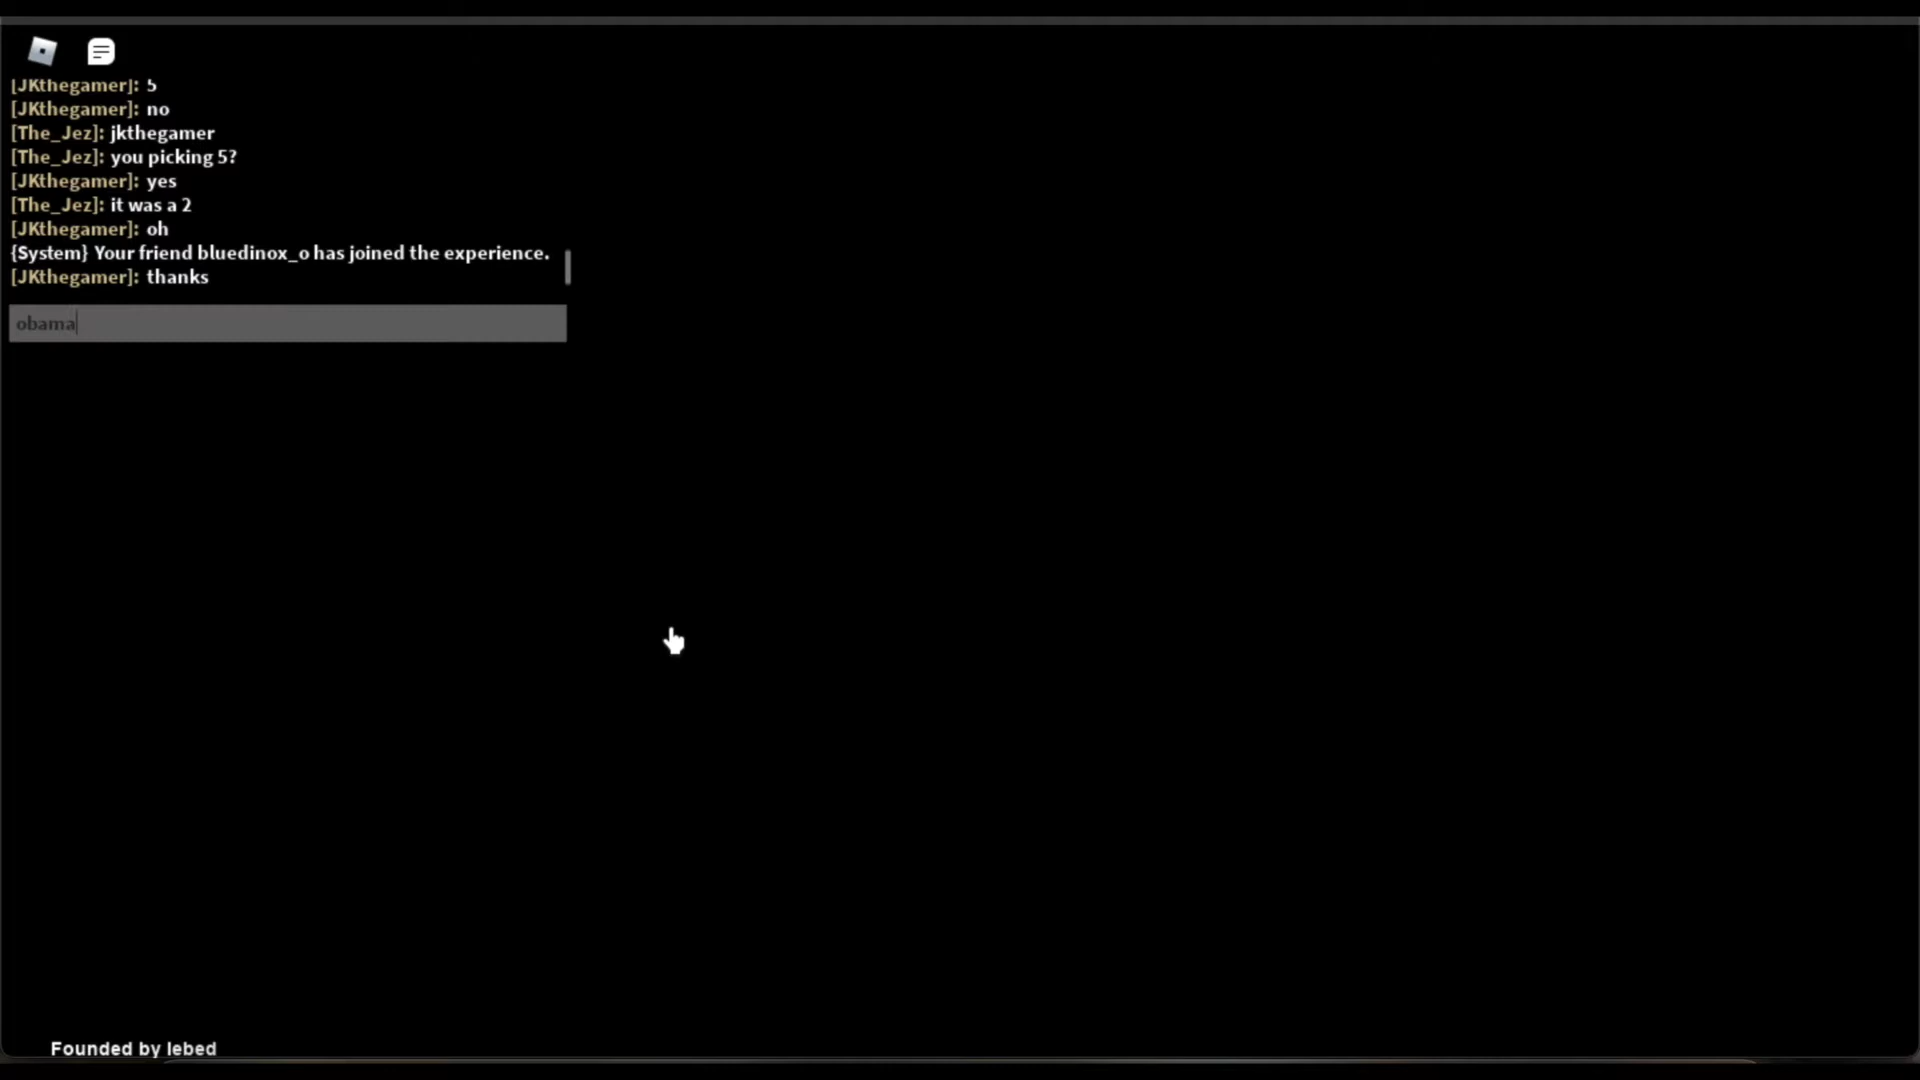 [JKthegamer]: 5
[JKthegamer]: no
[The_Jez]: jkthegamer
[The_Jez]: you picking 5?
[JKthegamer]: yes
[The_Jez]: it was a 2
[JKthegamer]: oh
{System} Your friend bluedinox_o has joined the experience.
[JKthegamer]: thanks
obama
Founded by lebed